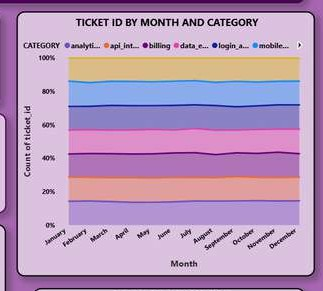 TICKET ID BY MONTH AND CATEGORY
CATEGORY analyti... api_int... billing data_e... login_a... mobile...
100%
80%
60%
40%
20%
0%
Count of ticket_id
January February March April May June July August September October November December
Month